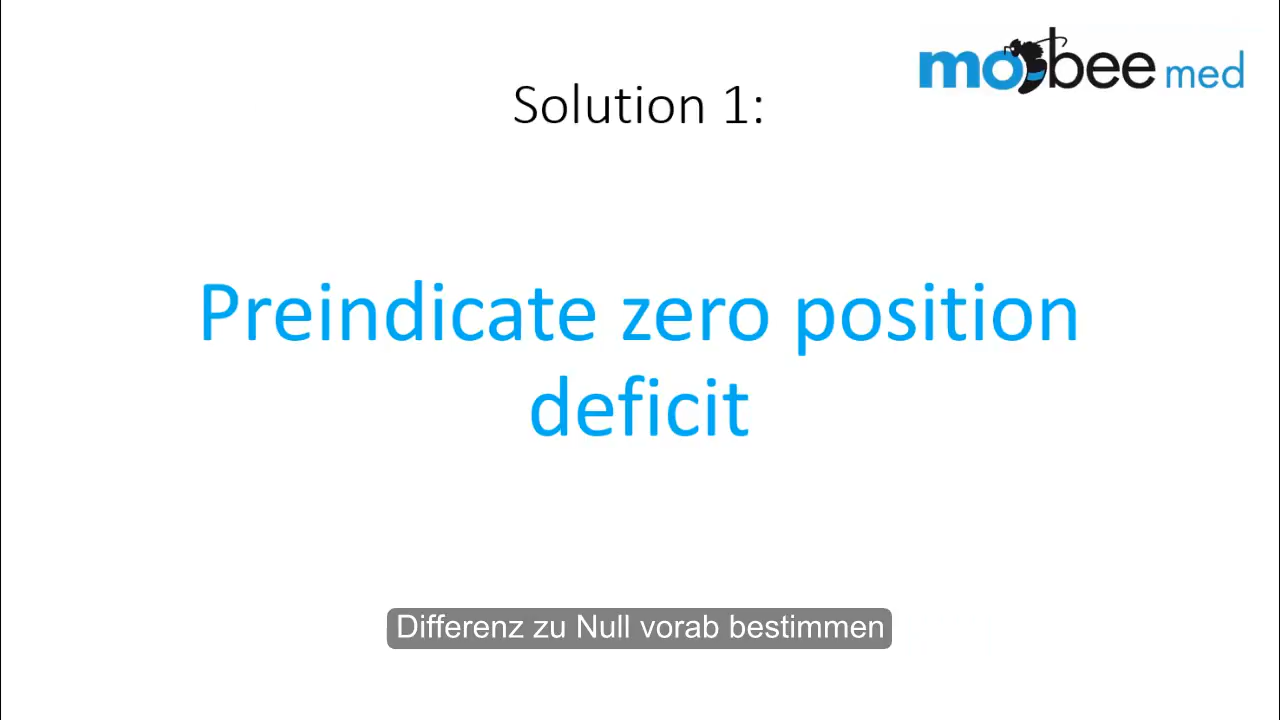 mobee med
Solution 1:
Preindicate zero position
deficit
Differenz zu Null vorab bestimmen